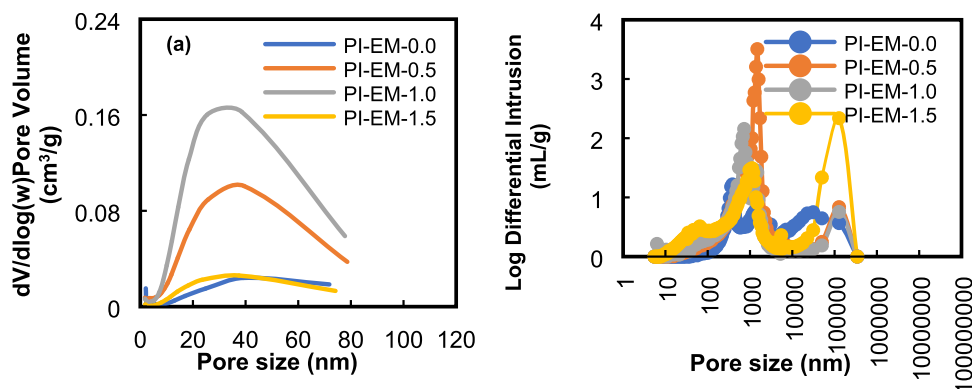 dV/dlog(w)Pore Volume
(cm³/g)
0.24
0.16
0.08
0
(a)
PI-EM-0.0
PI-EM-0.5
PI-EM-1.0
PI-EM-1.5
0 20 40 60 80 100 120
Pore size (nm)
Log Differential Intrusion
(mL/g)
4
3
2
1
0
PI-EM-0.0
PI-EM-0.5
PI-EM-1.0
PI-EM-1.5
1 10 100 1000 10000 100000 1000000 10000000
Pore size (nm)